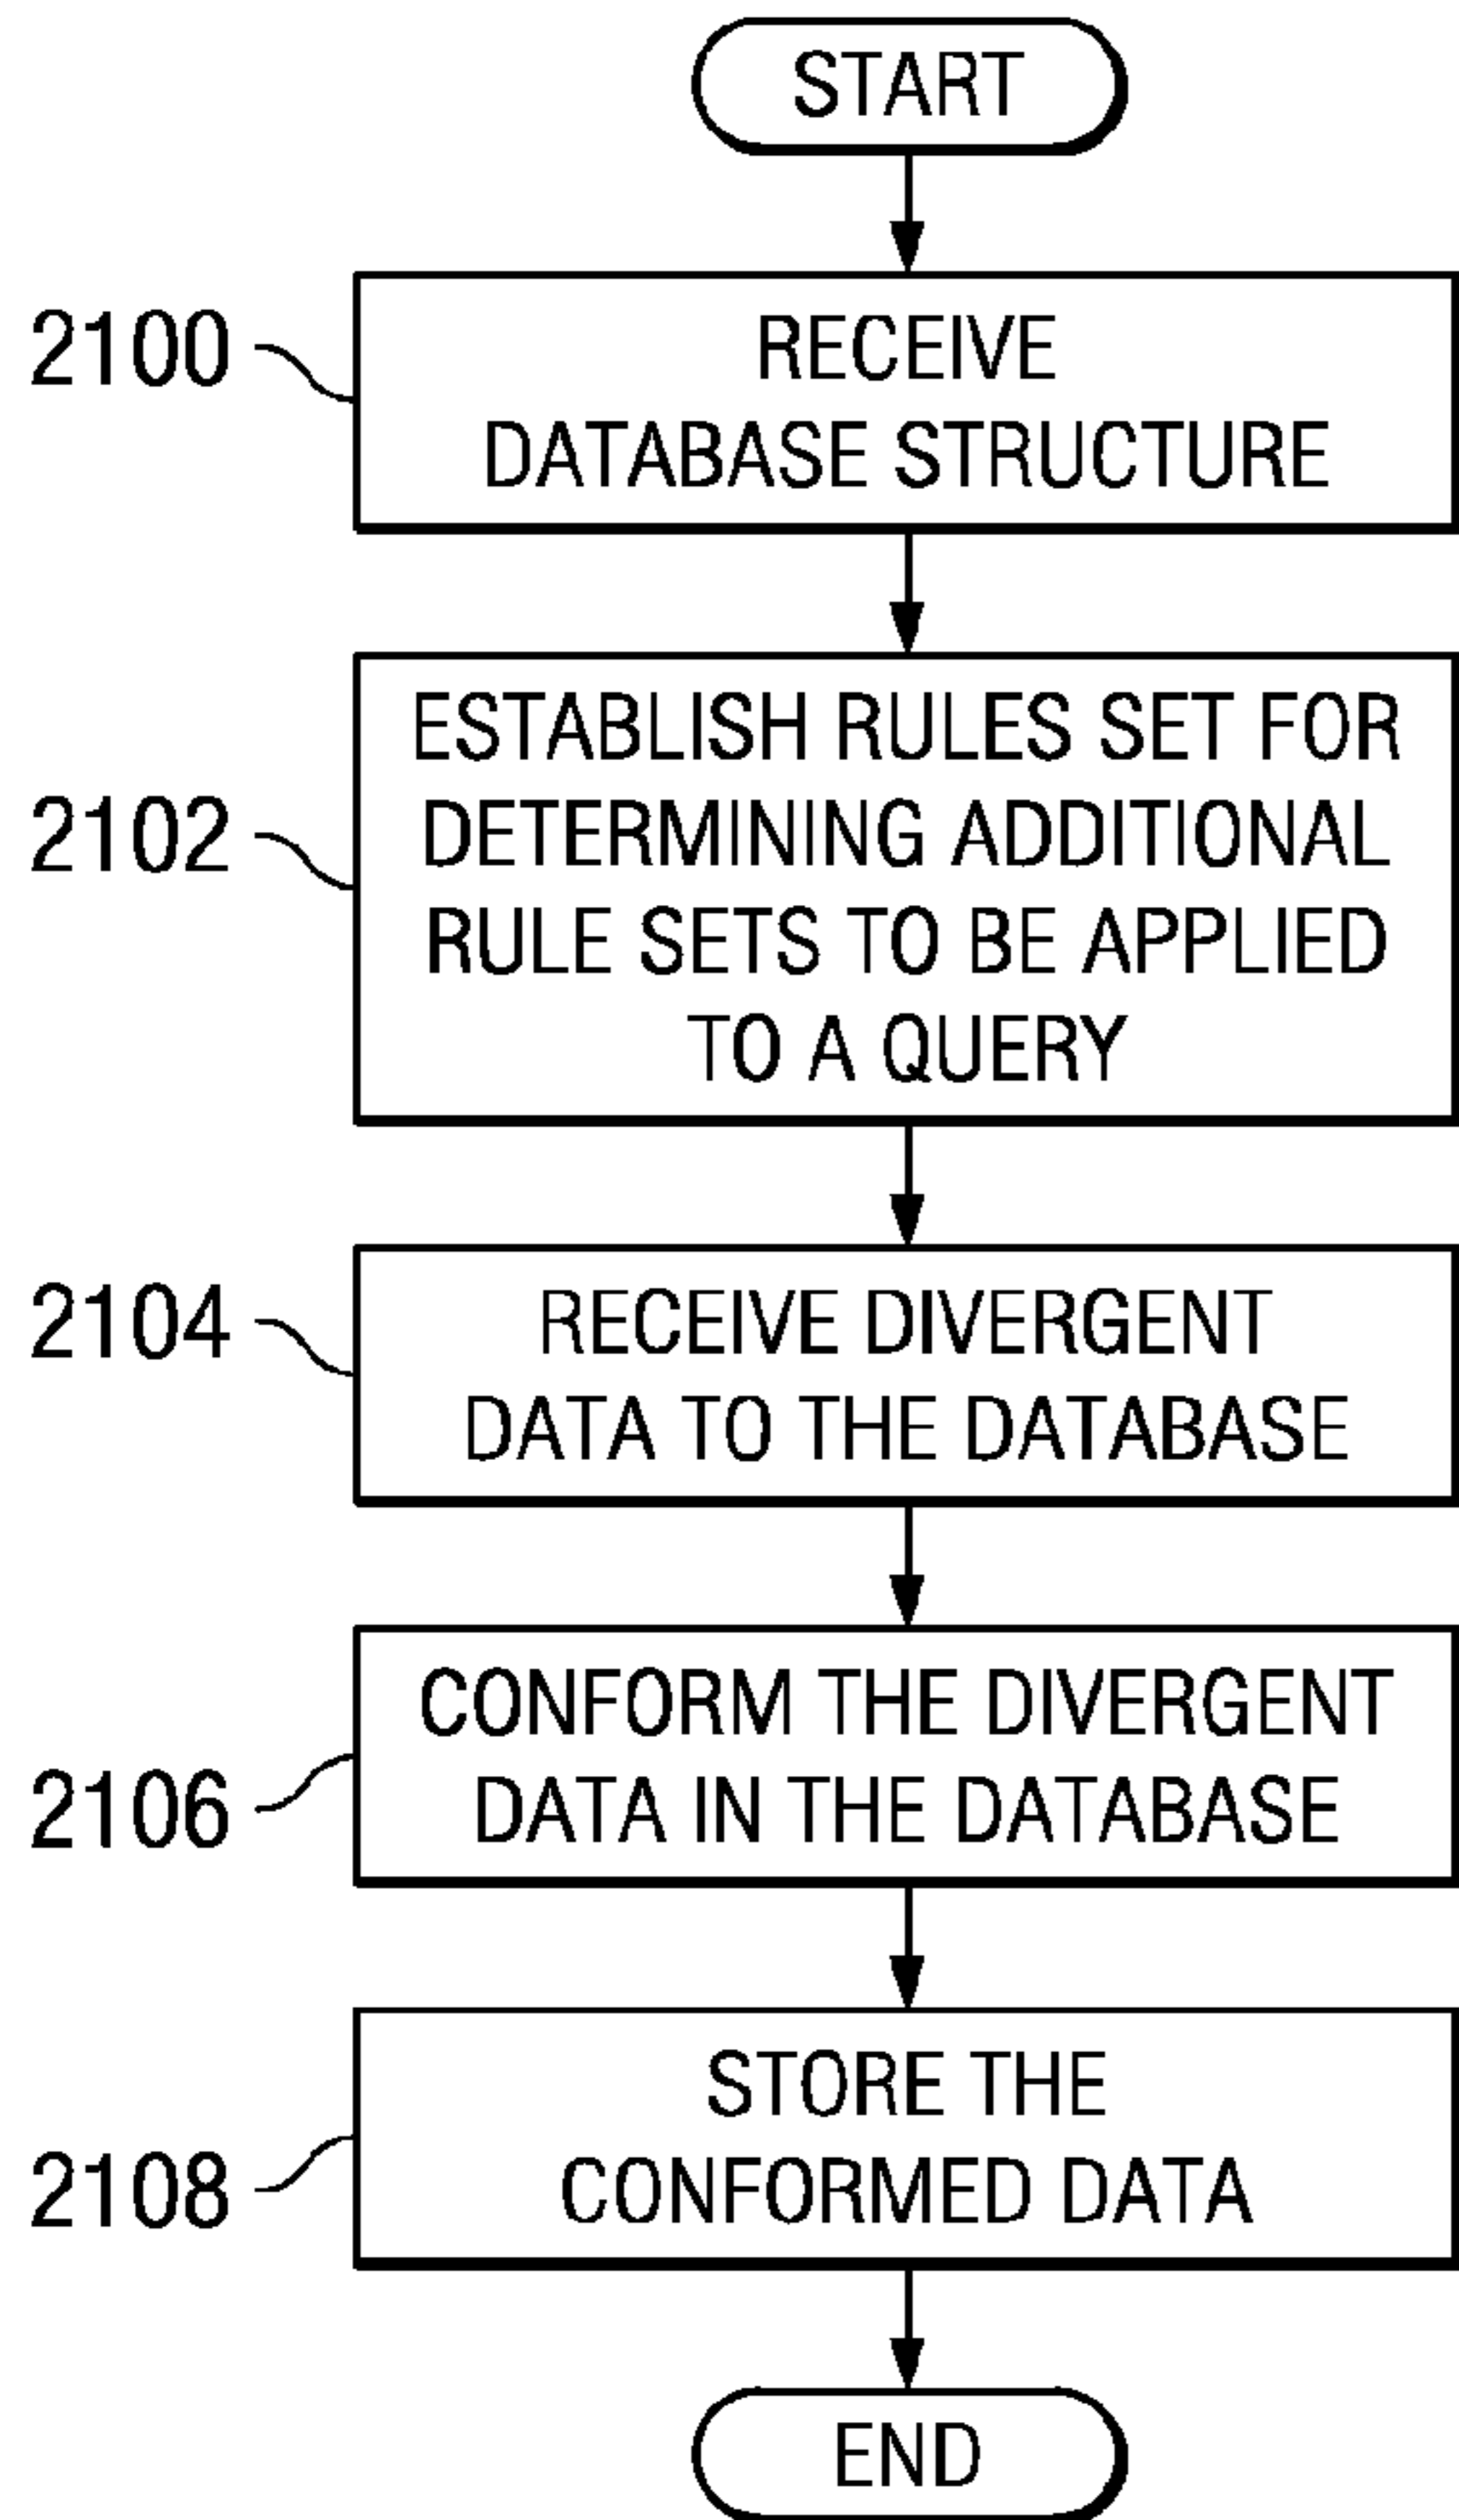 START
2100
RECEIVE
DATABASE STRUCTURE
2102
ESTABLISH RULES SET FOR
DETERMINING ADDITIONAL
RULE SETS TO BE APPLIED
TO A QUERY
2104
RECEIVE DIVERGENT
DATA TO THE DATABASE
2106
CONFORM THE DIVERGENT
DATA IN THE DATABASE
2108
STORE THE
CONFORMED DATA
END